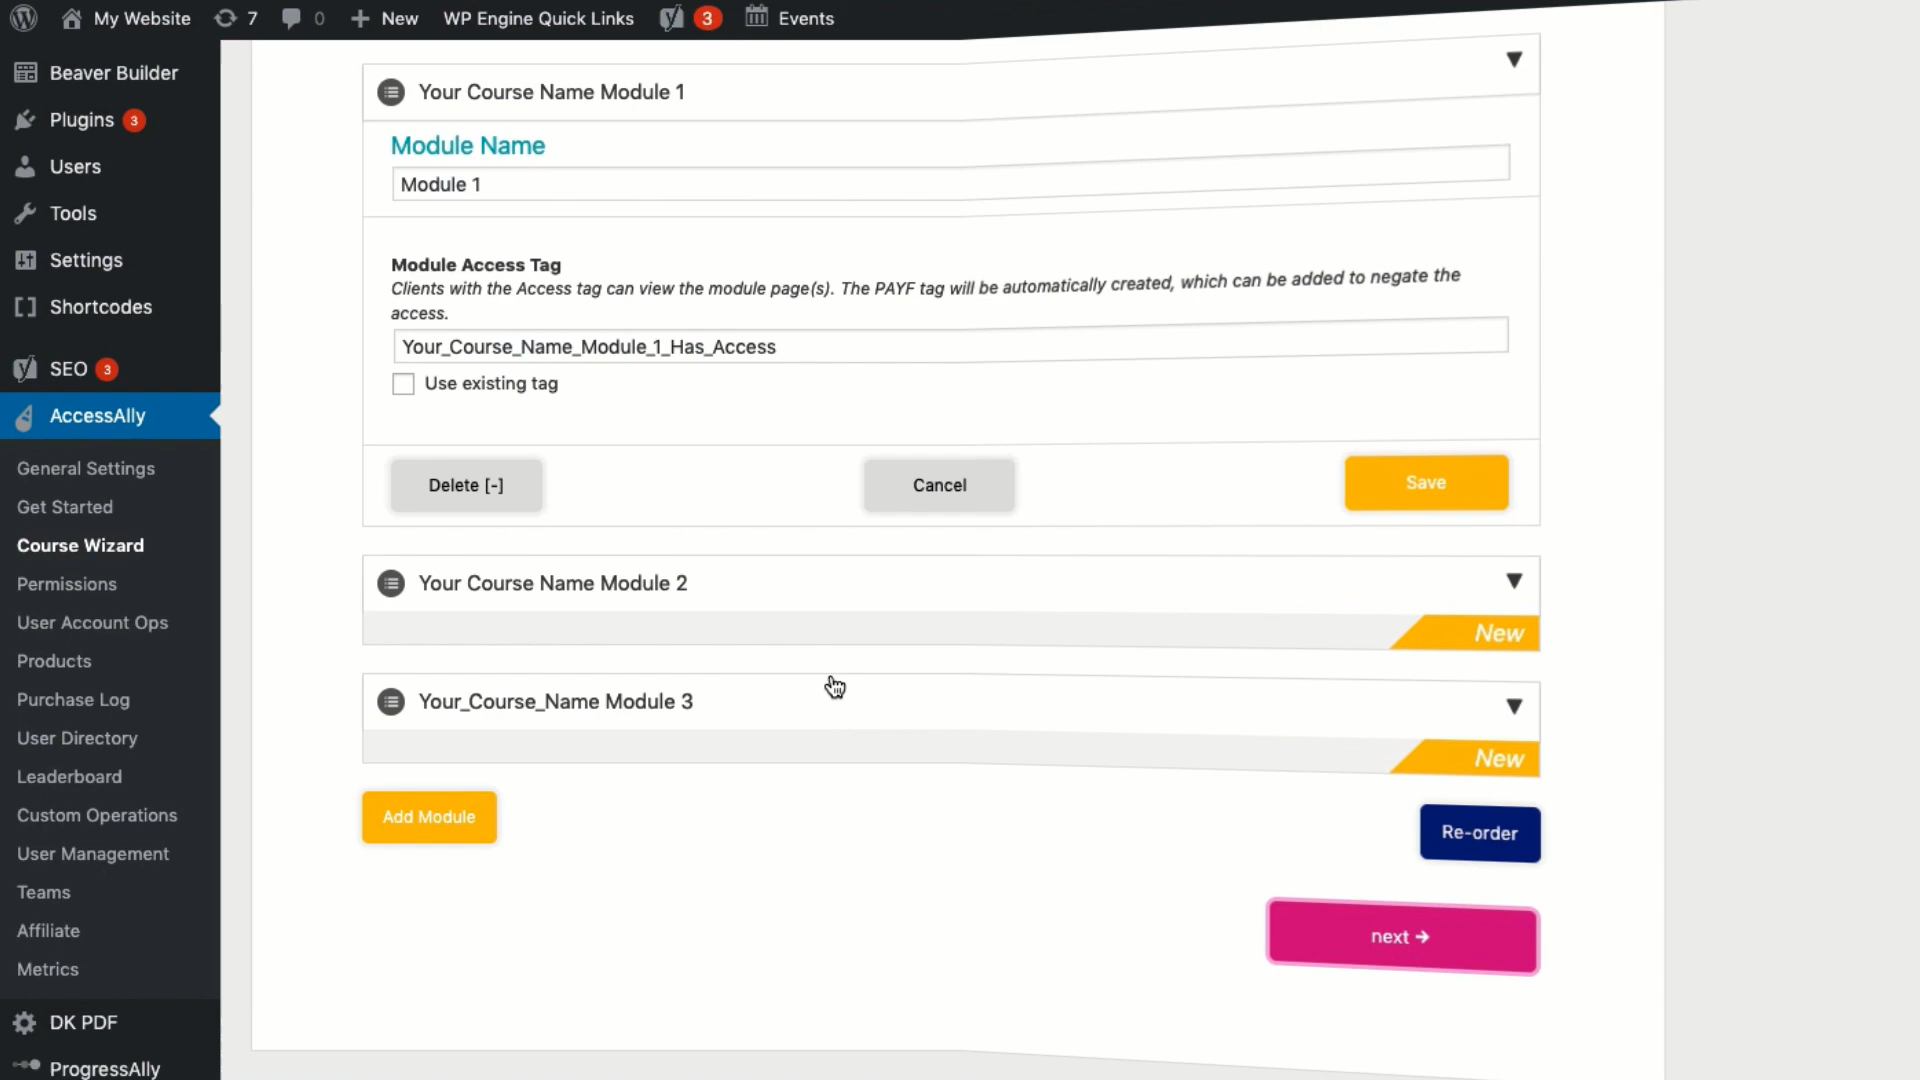 My Website
7
0
New
WP Engine Quick Links
3
Events
Beaver Builder
Plugins 3
Users
Tools
Settings
Shortcodes
SEO 3
AccessAlly
General Settings
Get Started
Course Wizard
Permissions
User Account Ops
Products
Purchase Log
User Directory
Leaderboard
Custom Operations
User Management
Teams
Affiliate
Metrics
DK PDF
ProgressAlly
Your Course Name Module 1
Module Name
Module 1
Module Access Tag
Clients with the Access tag can view the module page(s). The PAYF tag will be automatically created, which can be added to negate the
access.
Your_Course_Name_Module_1_Has_Access
Use existing tag
Delete [-]
Cancel
Save
Your Course Name Module 2
New
Your_Course_Name Module 3
New
Add Module
Re-order
next →